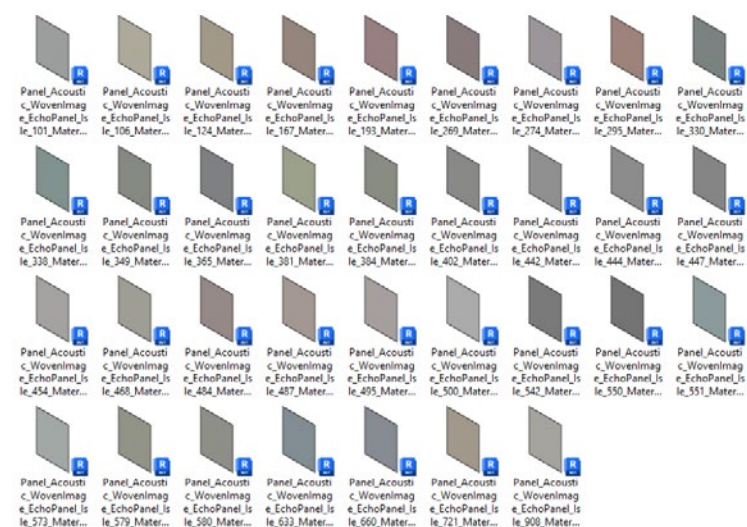 R
Panel_Acousti
c_WovenImag
e_EchoPanel_Is
le_101_Mater...
R
Panel_Acousti
c_WovenImag
e_EchoPanel_Is
le_106_Mater...
R
Panel_Acousti
c_WovenImag
e_EchoPanel_Is
le_124_Mater...
R
Panel_Acousti
c_WovenImag
e_EchoPanel_Is
le_167_Mater...
R
Panel_Acousti
c_WovenImag
e_EchoPanel_Is
le_193_Mater...
R
Panel_Acousti
c_WovenImag
e_EchoPanel_Is
le_269_Mater...
R
Panel_Acousti
c_WovenImag
e_EchoPanel_Is
le_274_Mater...
R
Panel_Acousti
c_WovenImag
e_EchoPanel_Is
le_295_Mater...
R
Panel_Acousti
c_WovenImag
e_EchoPanel_Is
le_330_Mater...
R
Panel_Acousti
c_WovenImag
e_EchoPanel_Is
le_338_Mater...
R
Panel_Acousti
c_WovenImag
e_EchoPanel_Is
le_349_Mater...
R
Panel_Acousti
c_WovenImag
e_EchoPanel_Is
le_365_Mater...
R
Panel_Acousti
c_WovenImag
e_EchoPanel_Is
le_381_Mater...
R
Panel_Acousti
c_WovenImag
e_EchoPanel_Is
le_384_Mater...
R
Panel_Acousti
c_WovenImag
e_EchoPanel_Is
le_402_Mater...
R
Panel_Acousti
c_WovenImag
e_EchoPanel_Is
le_442_Mater...
R
Panel_Acousti
c_WovenImag
e_EchoPanel_Is
le_444_Mater...
R
Panel_Acousti
c_WovenImag
e_EchoPanel_Is
le_447_Mater...
R
Panel_Acousti
c_WovenImag
e_EchoPanel_Is
le_454_Mater...
R
Panel_Acousti
c_WovenImag
e_EchoPanel_Is
le_468_Mater...
R
Panel_Acousti
c_WovenImag
e_EchoPanel_Is
le_484_Mater...
R
Panel_Acousti
c_WovenImag
e_EchoPanel_Is
le_487_Mater...
R
Panel_Acousti
c_WovenImag
e_EchoPanel_Is
le_495_Mater...
R
Panel_Acousti
c_WovenImag
e_EchoPanel_Is
le_500_Mater...
R
Panel_Acousti
c_WovenImag
e_EchoPanel_Is
le_542_Mater...
R
Panel_Acousti
c_WovenImag
e_EchoPanel_Is
le_550_Mater...
R
Panel_Acousti
c_WovenImag
e_EchoPanel_Is
le_551_Mater...
R
Panel_Acousti
c_WovenImag
e_EchoPanel_Is
le_573_Mater...
R
Panel_Acousti
c_WovenImag
e_EchoPanel_Is
le_579_Mater...
R
Panel_Acousti
c_WovenImag
e_EchoPanel_Is
le_580_Mater...
R
Panel_Acousti
c_WovenImag
e_EchoPanel_Is
le_633_Mater...
R
Panel_Acousti
c_WovenImag
e_EchoPanel_Is
le_660_Mater...
R
Panel_Acousti
c_WovenImag
e_EchoPanel_Is
le_721_Mater...
R
Panel_Acousti
c_WovenImag
e_EchoPanel_Is
le_908_Mater...